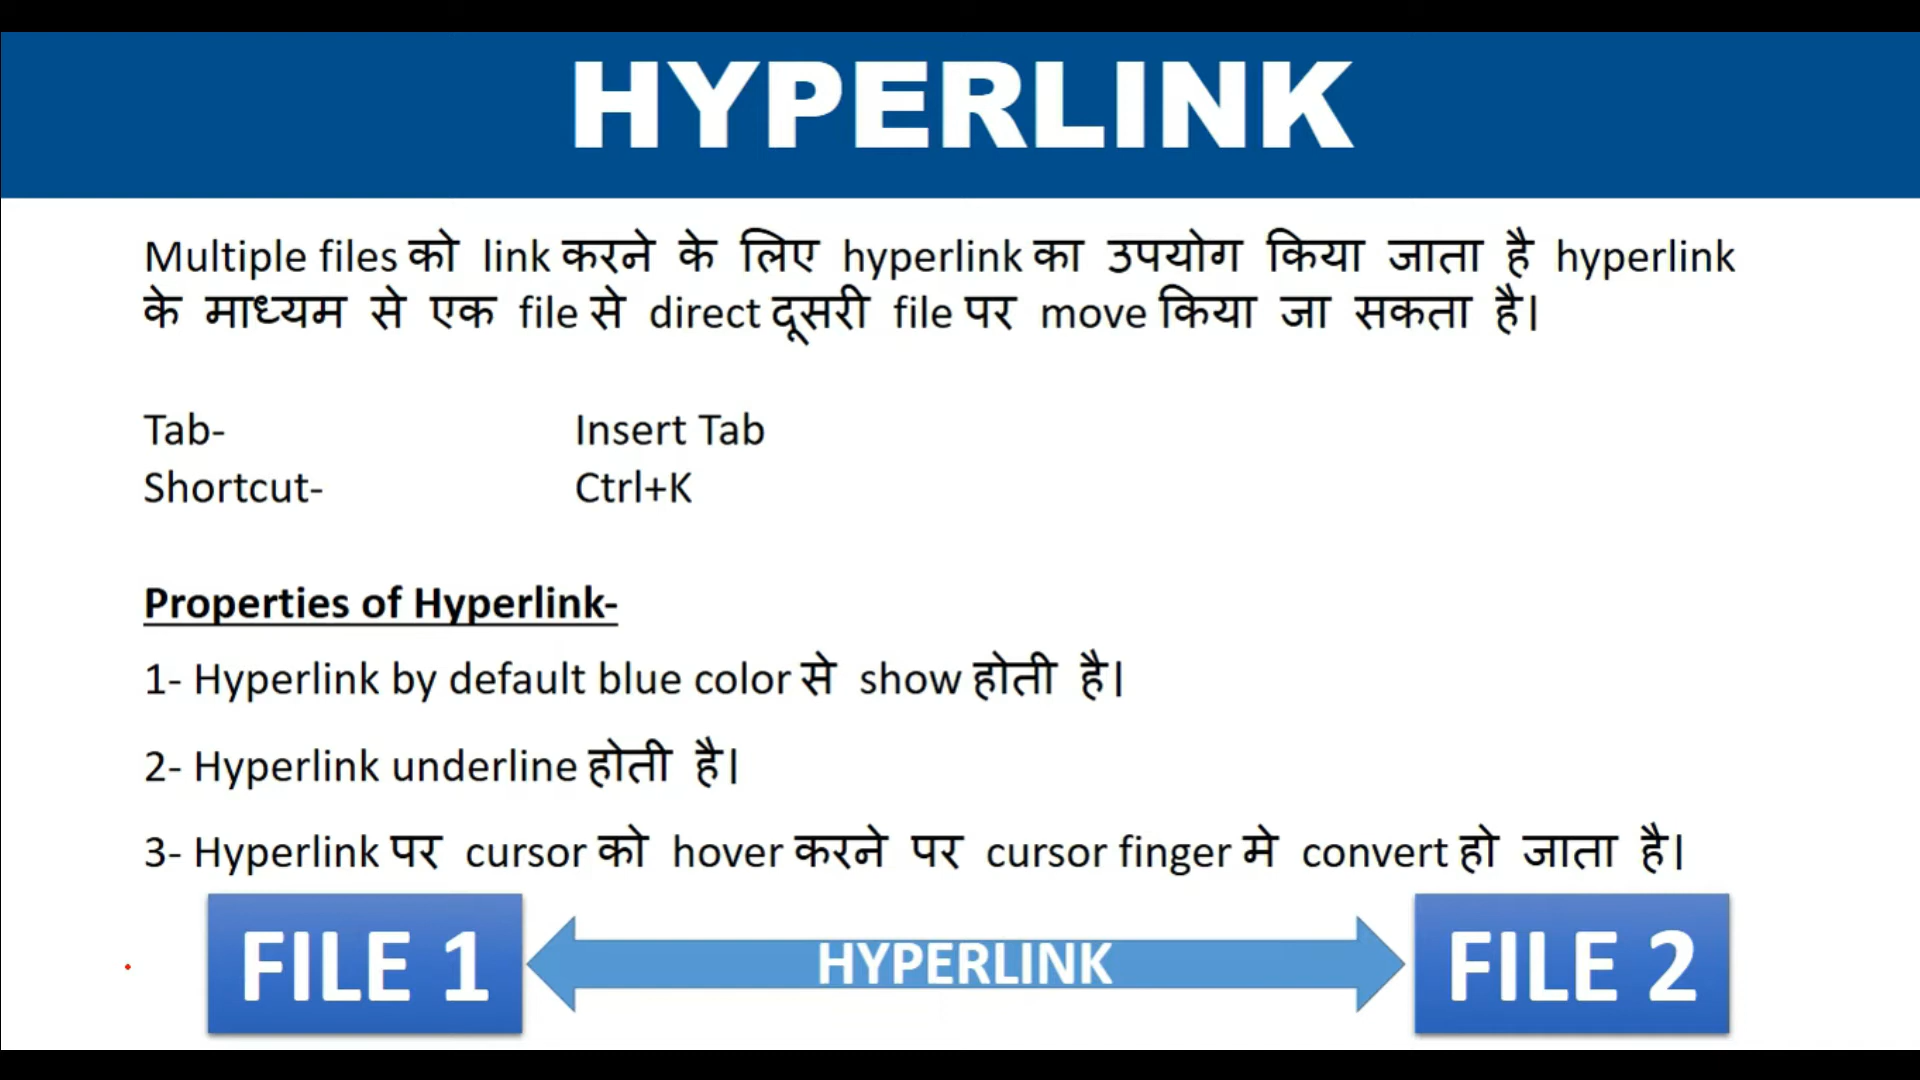 HYPERLINK
Multiple files को link करने के लिए hyperlink का उपयोग किया जाता है hyperlink
के माध्यम से एक file से direct दूसरी file पर move किया जा सकता है।
Tab- Insert Tab
Shortcut- Ctrl+K
Properties of Hyperlink-
1- Hyperlink by default blue color से show होती है।
2- Hyperlink underline होती है।
3- Hyperlink पर cursor को hover करने पर cursor finger मे convert हो जाता है।
FILE 1 HYPERLINK FILE 2